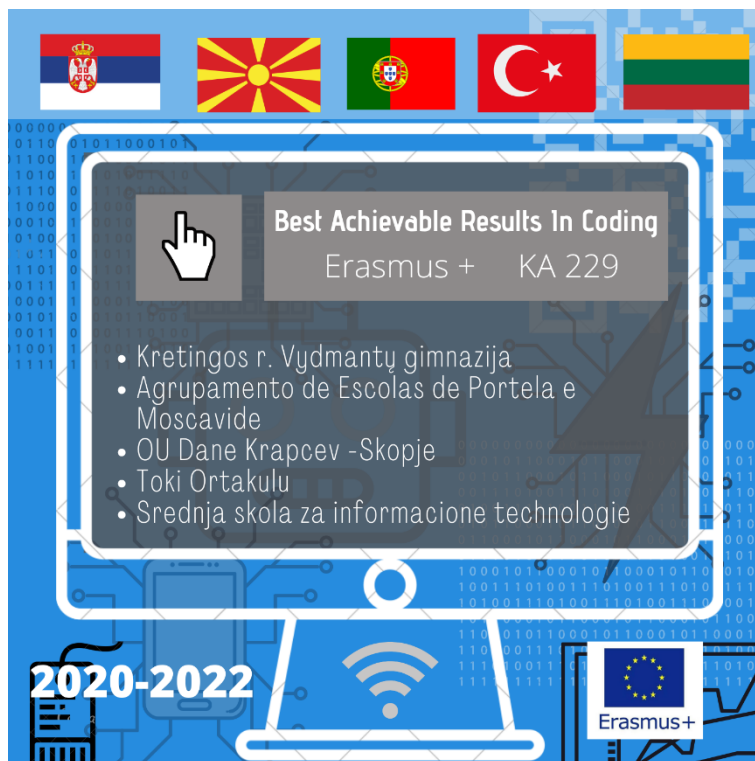 Best Achievable Results In Coding
Erasmus + KA 229
• Kretingos r. Vydmantų gimnazija
• Agrupamento de Escolas de Portela e
Moscavide
• OU Dane Krapcev -Skopje
• Toki Ortakulu
• Srednja skola za informacione technologie
2020-2022
Erasmus+